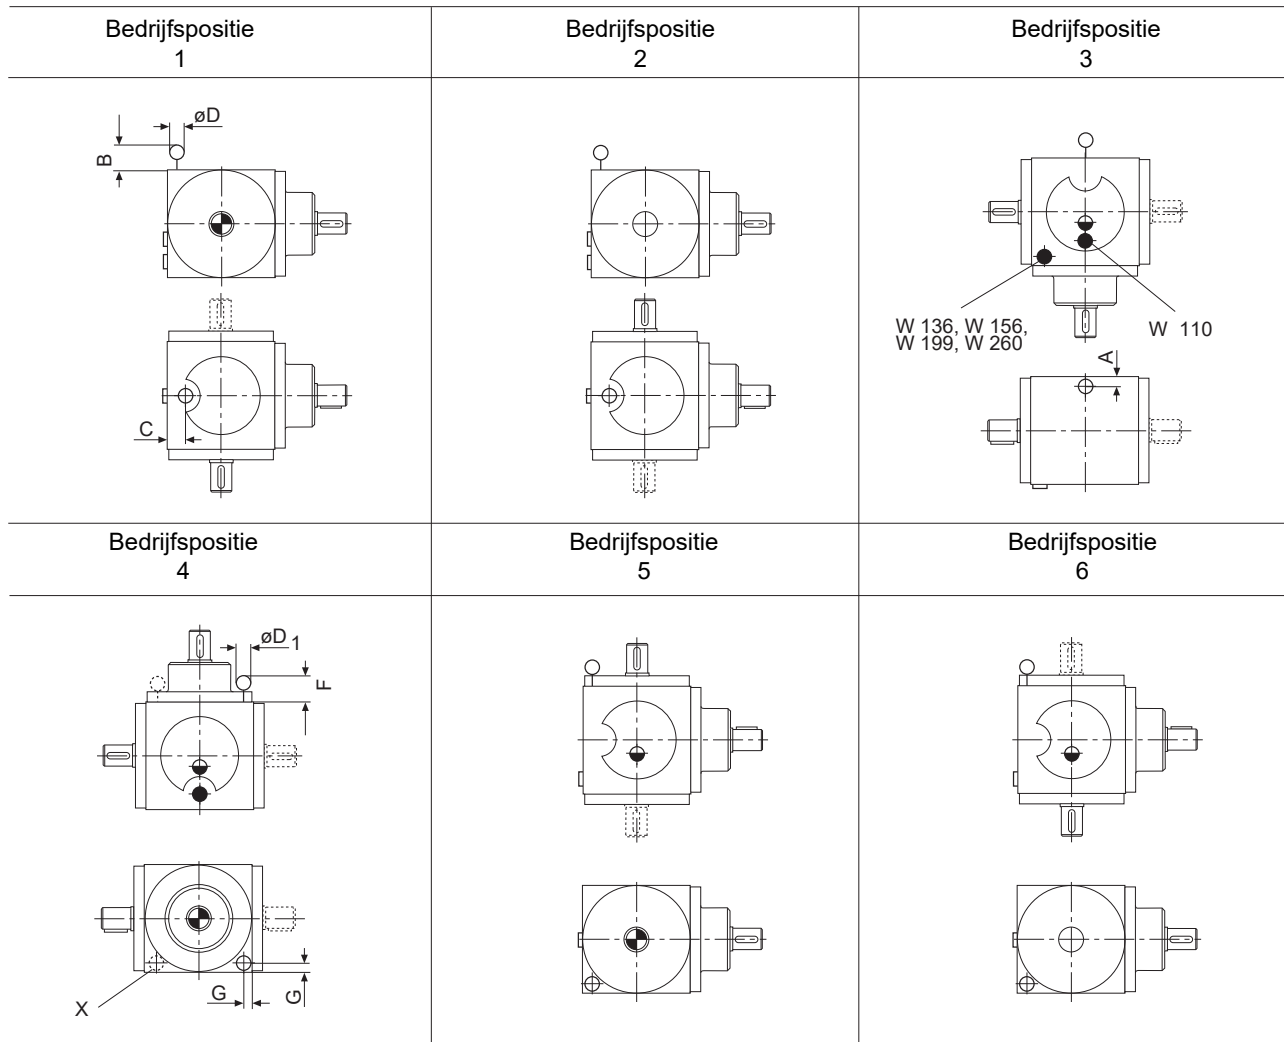 Bedrijfspositie
1
Bedrijfspositie
2
Bedrijfspositie
3
øD
B
C
W 136, W 156,
W 199, W 260
W 110
A
Bedrijfspositie
4
Bedrijfspositie
5
Bedrijfspositie
6
øD 1
F
G
G
X